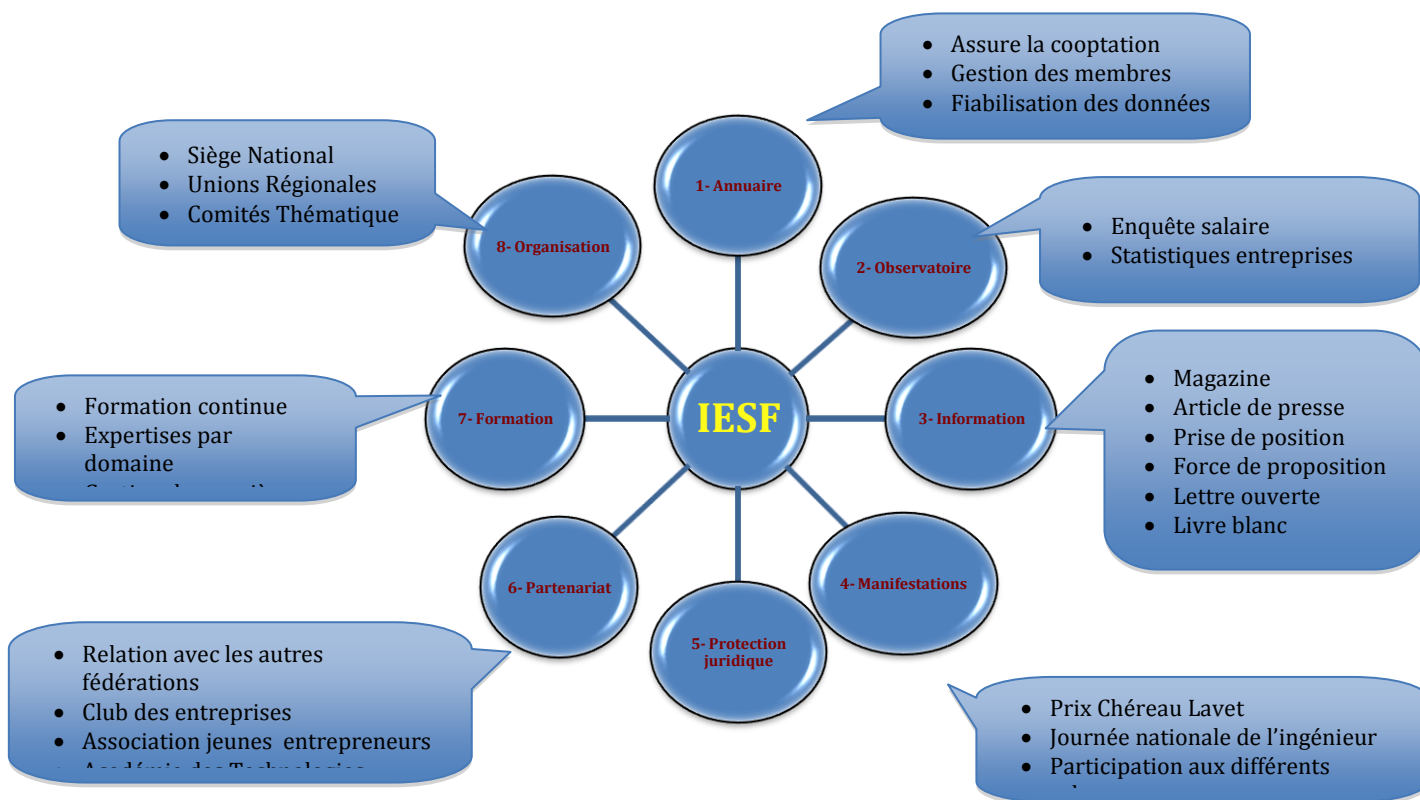 IESF
1- Annuaire
• Assure la cooptation
• Gestion des membres
• Fiabilisation des données
2- Observatoire
• Enquête salaire
• Statistiques entreprises
3- Information
• Magazine
• Article de presse
• Prise de position
• Force de proposition
• Lettre ouverte
• Livre blanc
4- Manifestations
• Prix Chéreau Lavet
• Journée nationale de l’ingénieur
• Participation aux différents
5- Protection
juridique
6- Partenariat
• Relation avec les autres
fédérations
• Club des entreprises
• Association jeunes entrepreneurs
• Académie des Technologies
7- Formation
• Formation continue
• Expertises par
domaine
8- Organisation
• Siège National
• Unions Régionales
• Comités Thématique